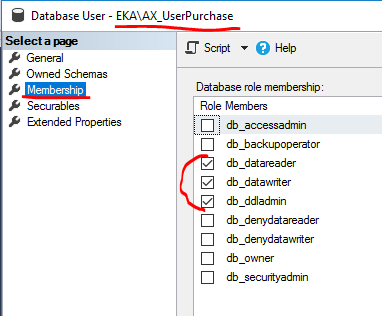 Database User - EKA\AX_UserPurchase
Select a page
General
Owned Schemas
Membership
Securables
Extended Properties
Script
Help
Database role membership:
Role Members
db_accessadmin
db_backupoperator
db_datareader
db_datawriter
db_ddladmin
db_denydatareader
db_denydatawriter
db_owner
db_securityadmin